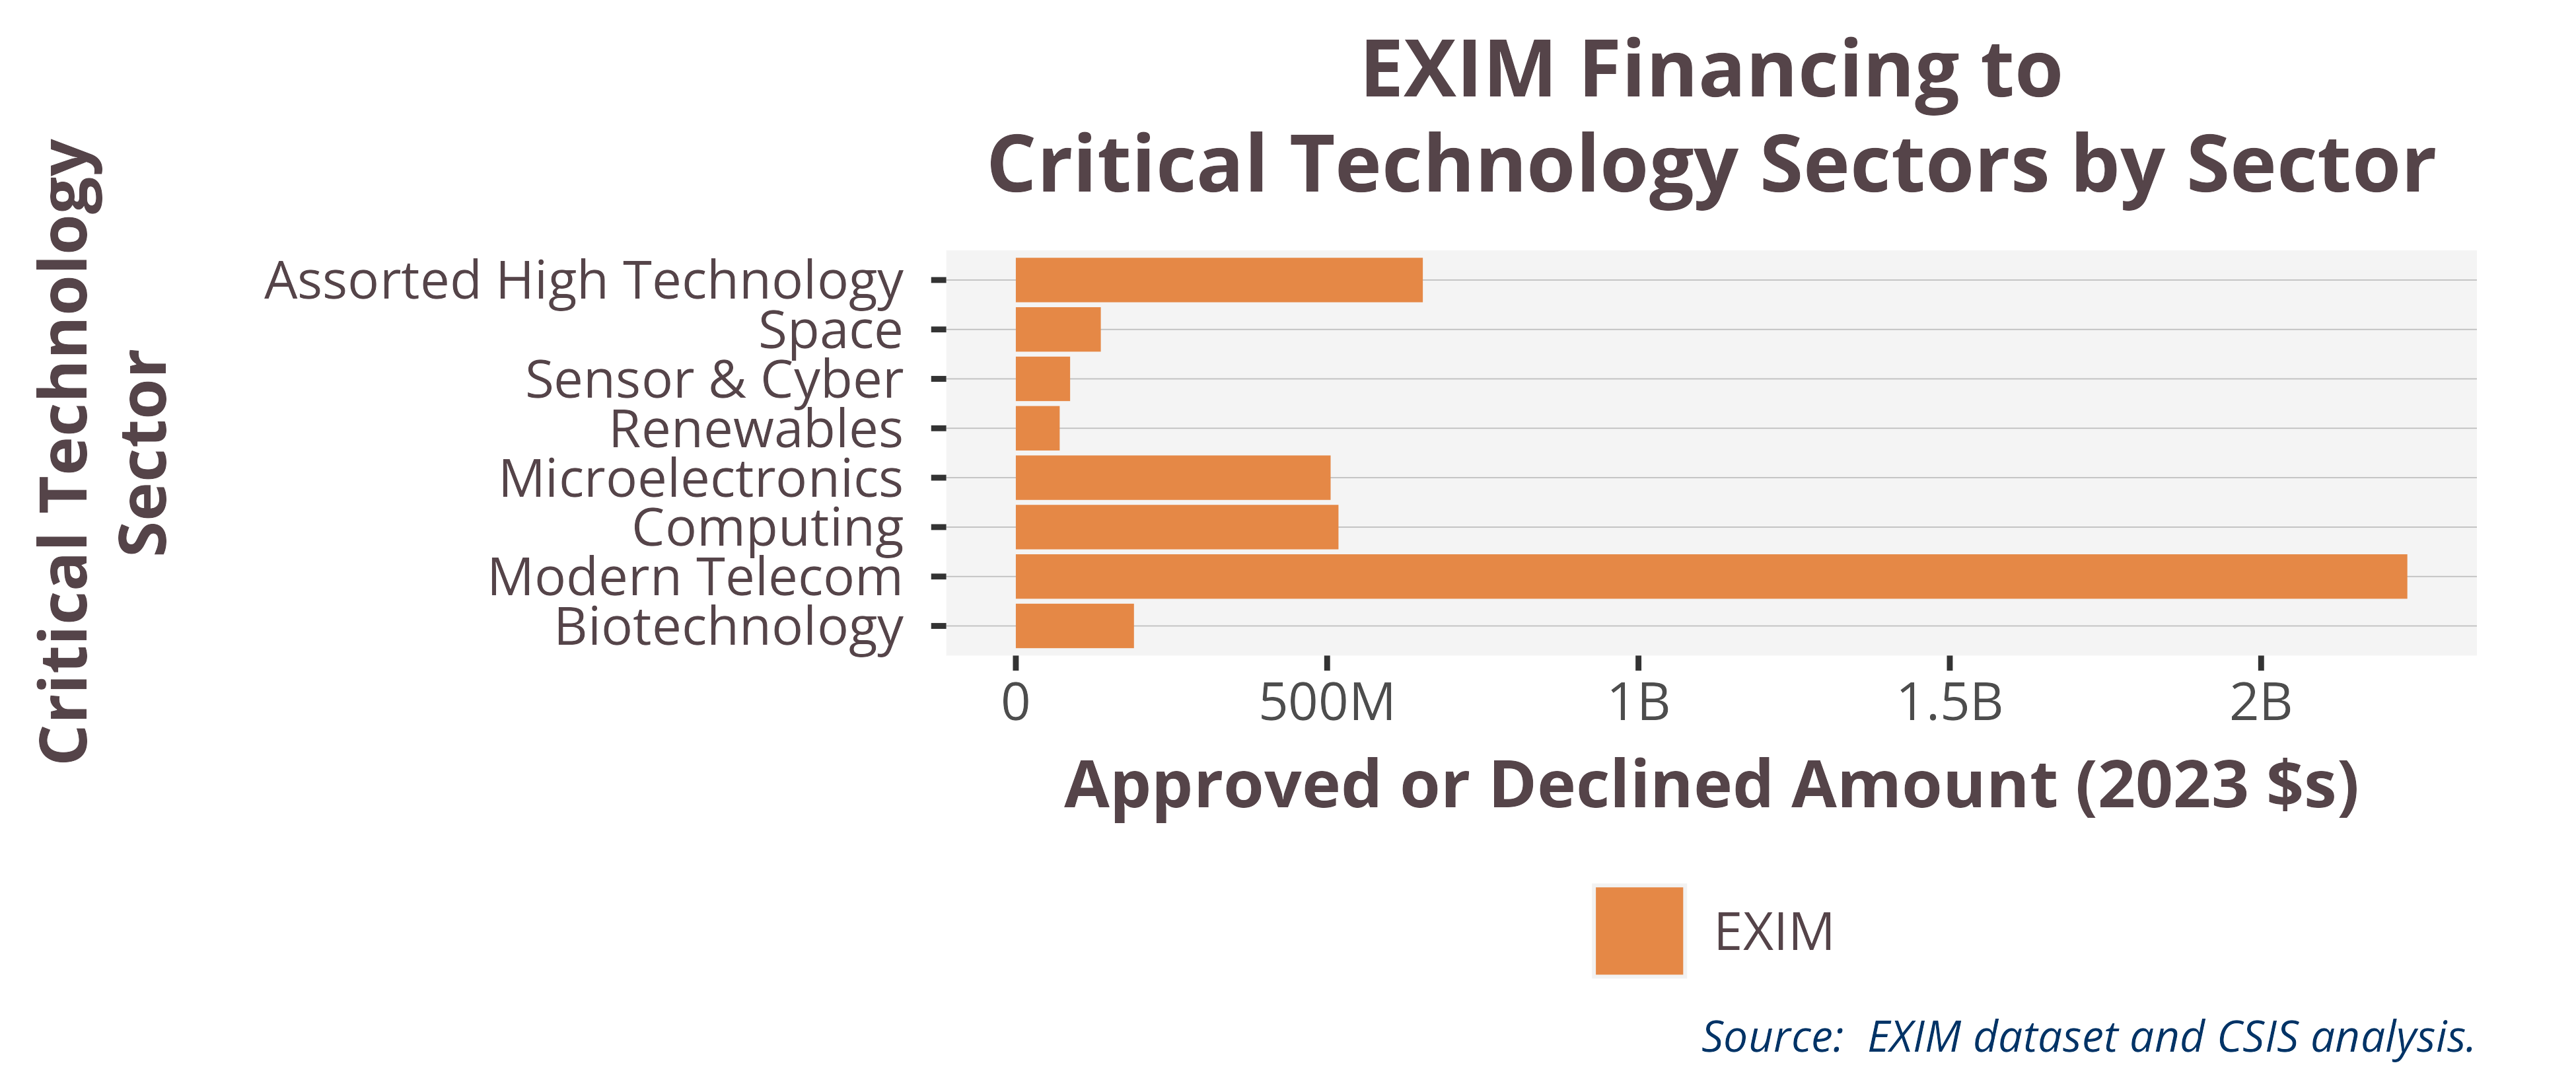 EXIM Financing to
Critical Technology Sectors by Sector
Critical Technology
Sector
Assorted High Technology
Space
Sensor & Cyber
Renewables
Microelectronics
Computing
Modern Telecom
Biotechnology
0 500M 1B 1.5B 2B
Approved or Declined Amount (2023 $s)
EXIM
Source:  EXIM dataset and CSIS analysis.